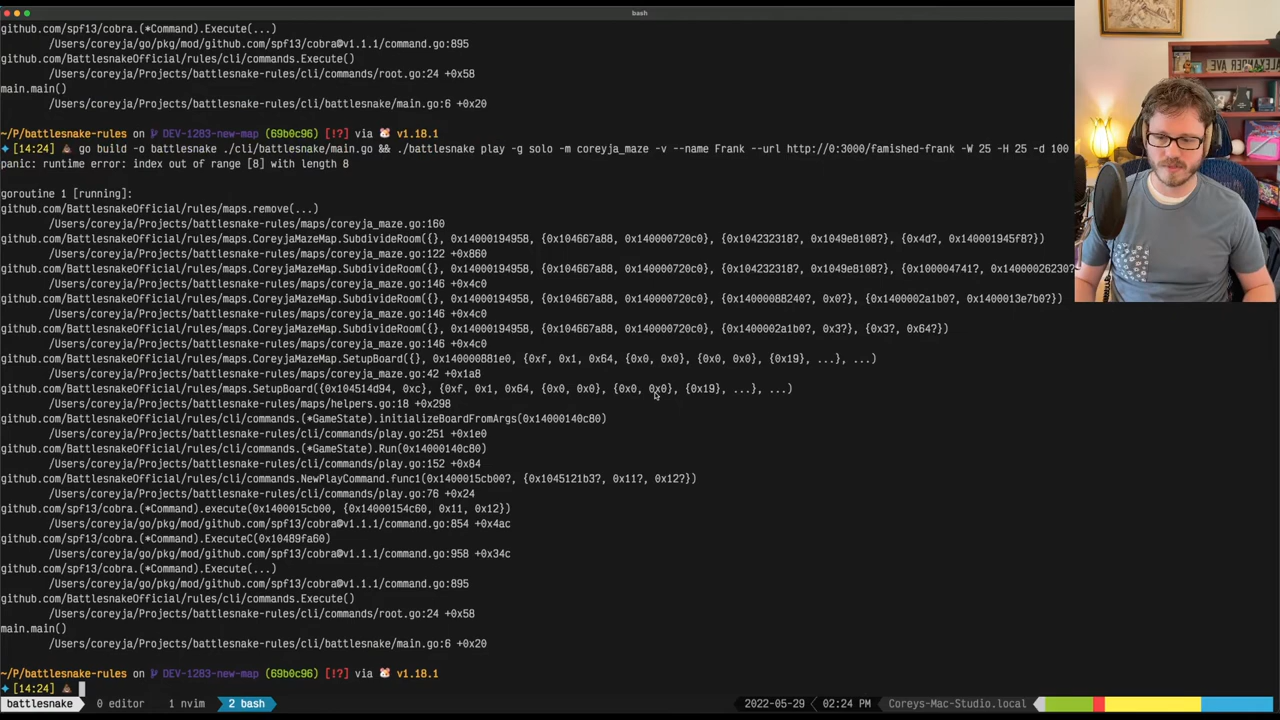 bash
github.com/spf13/cobra.(*Command).Execute(...)
/Users/coreyja/go/pkg/mod/github.com/spf13/cobra@v1.1.1/command.go:895
github.com/BattlesnakeOfficial/rules/cli/commands.Execute()
/Users/coreyja/Projects/battlesnake-rules/cli/commands/root.go:24 +0x58
main.main()
/Users/coreyja/Projects/battlesnake-rules/cli/battlesnake/main.go:6 +0x20
~/P/battlesnake-rules on DEV-1283-new-map (69b0c96) [!?] via v1.18.1
[14:24] go build -o battlesnake ./cli/battlesnake/main.go && ./battlesnake play -g solo -m coreyja_maze -v --name Frank --url http://0:3000/famished-frank -W 25 -H 25 -d 100
panic: runtime error: index out of range [8] with length 8
goroutine 1 [running]:
github.com/BattlesnakeOfficial/rules/maps.remove(...)
/Users/coreyja/Projects/battlesnake-rules/maps/coreyja_maze.go:160
github.com/BattlesnakeOfficial/rules/maps.CoreyjaMazeMap.SubdivideRoom({}, 0x14000194958, {0x104667a88, 0x140000720c0}, {0x104232318?, 0x1049e8108?}, {0x4d?, 0x140001945f8?})
/Users/coreyja/Projects/battlesnake-rules/maps/coreyja_maze.go:122 +0x860
github.com/BattlesnakeOfficial/rules/maps.CoreyjaMazeMap.SubdivideRoom({}, 0x14000194958, {0x104667a88, 0x140000720c0}, {0x104232318?, 0x1049e8108?}, {0x100004741?, 0x14000026230?
/Users/coreyja/Projects/battlesnake-rules/maps/coreyja_maze.go:146 +0x4c0
github.com/BattlesnakeOfficial/rules/maps.CoreyjaMazeMap.SubdivideRoom({}, 0x14000194958, {0x104667a88, 0x140000720c0}, {0x14000088240?, 0x0?}, {0x1400002a1b0?, 0x1400013e7b0?})
/Users/coreyja/Projects/battlesnake-rules/maps/coreyja_maze.go:146 +0x4c0
github.com/BattlesnakeOfficial/rules/maps.CoreyjaMazeMap.SubdivideRoom({}, 0x14000194958, {0x104667a88, 0x140000720c0}, {0x1400002a1b0?, 0x3?}, {0x3?, 0x64?})
/Users/coreyja/Projects/battlesnake-rules/maps/coreyja_maze.go:146 +0x4c0
github.com/BattlesnakeOfficial/rules/maps.CoreyjaMazeMap.SetupBoard({}, 0x140000881e0, {0xf, 0x1, 0x64, {0x0, 0x0}, {0x0, 0x0}, {0x19}, ...}, ...)
/Users/coreyja/Projects/battlesnake-rules/maps/coreyja_maze.go:42 +0x1a8
github.com/BattlesnakeOfficial/rules/maps.SetupBoard({0x104514d94, 0xc}, {0xf, 0x1, 0x64, {0x0, 0x0}, {0x0, 0x0}, {0x19}, ...}, ...)
/Users/coreyja/Projects/battlesnake-rules/maps/helpers.go:18 +0x298
github.com/BattlesnakeOfficial/rules/cli/commands.(*GameState).initializeBoardFromArgs(0x14000140c80)
/Users/coreyja/Projects/battlesnake-rules/cli/commands/play.go:251 +0x1e0
github.com/BattlesnakeOfficial/rules/cli/commands.(*GameState).Run(0x14000140c80)
/Users/coreyja/Projects/battlesnake-rules/cli/commands/play.go:152 +0x84
github.com/BattlesnakeOfficial/rules/cli/commands.NewPlayCommand.func1(0x1400015cb00?, {0x1045121b3?, 0x11?, 0x12?})
/Users/coreyja/Projects/battlesnake-rules/cli/commands/play.go:76 +0x24
github.com/spf13/cobra.(*Command).execute(0x1400015cb00, {0x14000154c60, 0x11, 0x12})
/Users/coreyja/go/pkg/mod/github.com/spf13/cobra@v1.1.1/command.go:854 +0x4ac
github.com/spf13/cobra.(*Command).ExecuteC(0x10489fa60)
/Users/coreyja/go/pkg/mod/github.com/spf13/cobra@v1.1.1/command.go:958 +0x34c
github.com/spf13/cobra.(*Command).Execute(...)
/Users/coreyja/go/pkg/mod/github.com/spf13/cobra@v1.1.1/command.go:895
github.com/BattlesnakeOfficial/rules/cli/commands.Execute()
/Users/coreyja/Projects/battlesnake-rules/cli/commands/root.go:24 +0x58
main.main()
/Users/coreyja/Projects/battlesnake-rules/cli/battlesnake/main.go:6 +0x20
~/P/battlesnake-rules on DEV-1283-new-map (69b0c96) [!?] via v1.18.1
[14:24]
battlesnake 0 editor 1 nvim 2 bash 2022-05-29 02:24 PM Coreys-Mac-Studio.local
ALEXANDER AVE